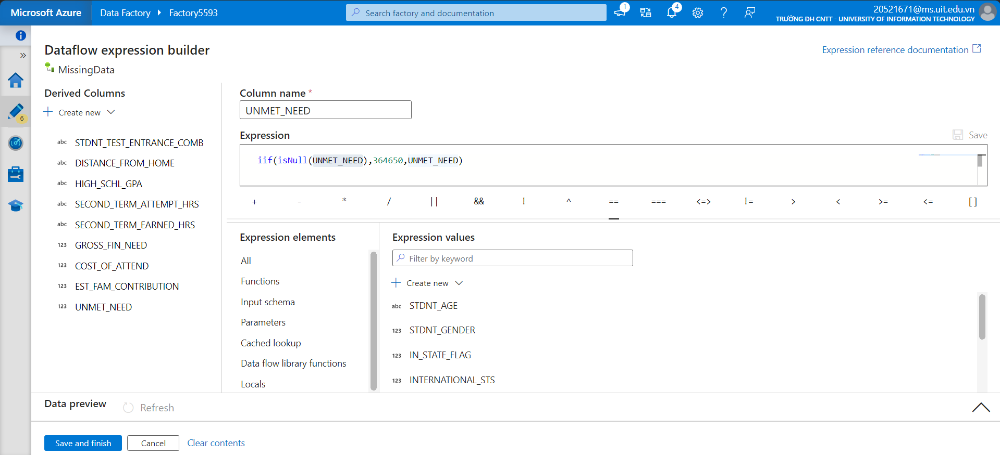 Microsoft Azure
Data Factory
Factory5593
Search factory and documentation
1
4
20521671@ms.uit.edu.vn
TRƯỜNG ĐH CNTT - UNIVERSITY OF INFORMATION TECHNOLOGY
6
Dataflow expression builder
Expression reference documentation
MissingData
Derived Columns
Create new
abc STDNT_TEST_ENTRANCE_COMB
abc DISTANCE_FROM_HOME
abc HIGH_SCHL_GPA
abc SECOND_TERM_ATTEMPT_HRS
abc SECOND_TERM_EARNED_HRS
123 GROSS_FIN_NEED
123 COST_OF_ATTEND
123 EST_FAM_CONTRIBUTION
123 UNMET_NEED
Column name *
UNMET_NEED
Expression
Save
iif(isNull(UNMET_NEED),364650,UNMET_NEED)
+ - * / || && ! ^ == === <=> != > < >= <= []
Expression elements
All
Functions
Input schema
Parameters
Cached lookup
Data flow library functions
Locals
Expression values
Filter by keyword
Create new
abc STDNT_AGE
123 STDNT_GENDER
123 IN_STATE_FLAG
123 INTERNATIONAL_STS
Data preview
Refresh
Save and finish
Cancel
Clear contents